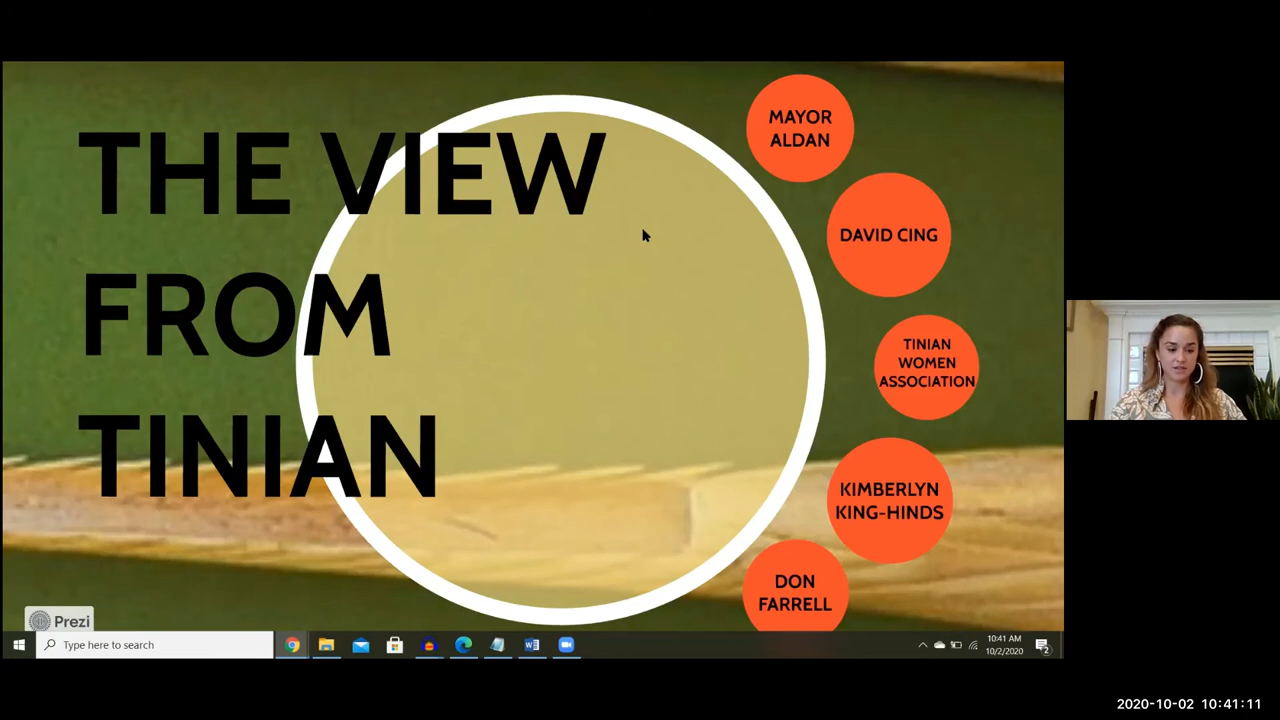 THE VIEW
FROM
TINIAN
MAYOR
ALDAN
DAVID CING
TINIAN
WOMEN
ASSOCIATION
KIMBERLYN
KING-HINDS
DON
FARRELL
Prezi
Type here to search
10:41 AM
10/2/2020
2
2020-10-02 10:41:11